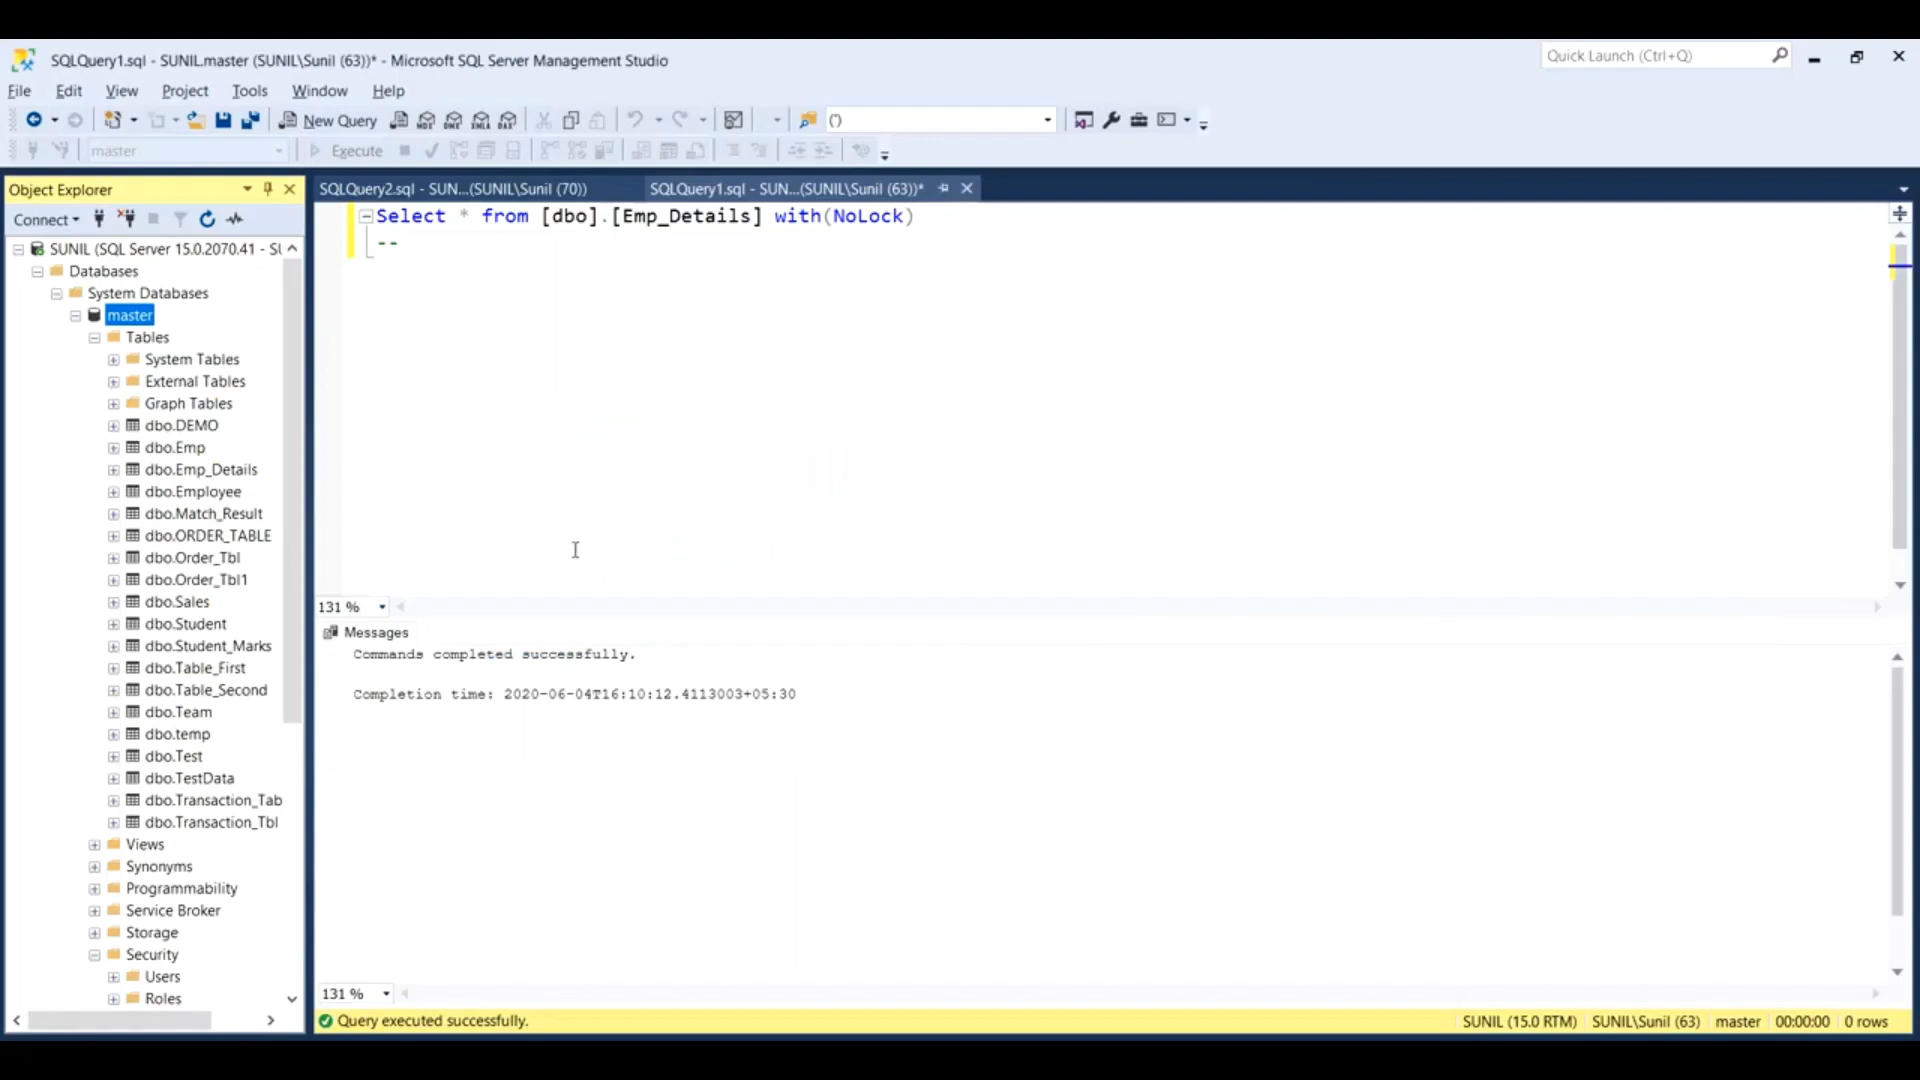 SQLQuery1.sql - SUNIL.master (SUNIL\Sunil (63))* - Microsoft SQL Server Management Studio
Quick Launch (Ctrl+Q)
File Edit View Project Tools Window Help
New Query
(')
master
Execute
Object Explorer
SQLQuery2.sql - SUN...(SUNIL\Sunil (70))
SQLQuery1.sql - SUN...(SUNIL\Sunil (63))*
Connect
Select * from [dbo].[Emp_Details] with(NoLock)
--
SUNIL (SQL Server 15.0.2070.41 - SU
Databases
System Databases
master
Tables
System Tables
External Tables
Graph Tables
dbo.DEMO
dbo.Emp
dbo.Emp_Details
dbo.Employee
dbo.Match_Result
dbo.ORDER_TABLE
dbo.Order_Tbl
dbo.Order_Tbl1
dbo.Sales
dbo.Student
dbo.Student_Marks
dbo.Table_First
dbo.Table_Second
dbo.Team
dbo.temp
dbo.Test
dbo.TestData
dbo.Transaction_Tab
dbo.Transaction_Tbl
Views
Synonyms
Programmability
Service Broker
Storage
Security
Users
Roles
131 %
Messages
Commands completed successfully.
Completion time: 2020-06-04T16:10:12.4113003+05:30
131 %
Query executed successfully.
SUNIL (15.0 RTM) SUNIL\Sunil (63) master 00:00:00 0 rows